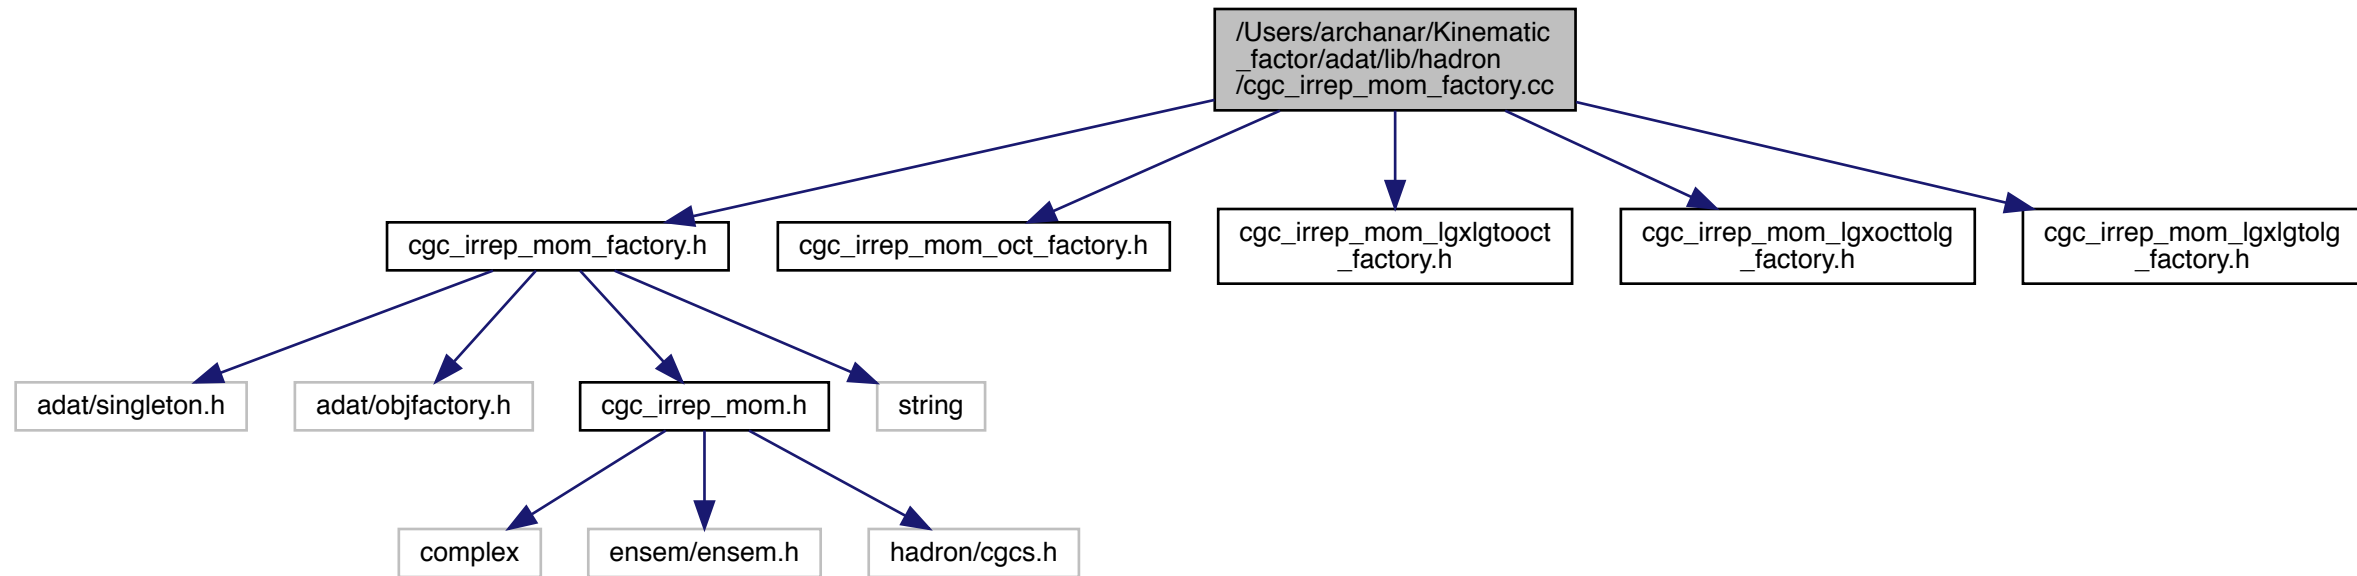 /Users/archanar/Kinematic
_factor/adat/lib/hadron
/cgc_irrep_mom_factory.cc
cgc_irrep_mom_factory.h
cgc_irrep_mom_oct_factory.h
cgc_irrep_mom_lgxlgtooct
_factory.h
cgc_irrep_mom_lgxocttolg
_factory.h
cgc_irrep_mom_lgxlgtolg
_factory.h
adat/singleton.h
adat/objfactory.h
cgc_irrep_mom.h
string
complex
ensem/ensem.h
hadron/cgcs.h